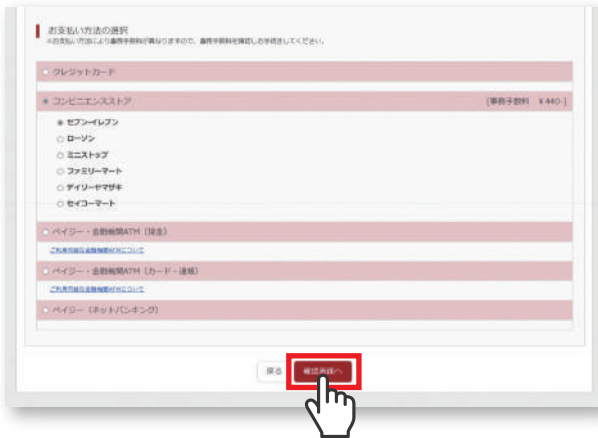 お支払い方法の選択
※お支払い方法により事務手数料が異なりますので、事務手数料を確認しお手続きしてください。
クレジットカード
コンビニエンスストア [事務手数料 ¥440-]
セブン-イレブン
ローソン
ミニストップ
ファミリーマート
デイリーヤマザキ
セイコーマート
ペイジー・金融機関ATM（現金）
ご利用可能な金融機関ATMについて
ペイジー・金融機関ATM（カード・通帳）
ご利用可能な金融機関ATMについて
ペイジー（ネットバンキング）
戻る 確認画面へ